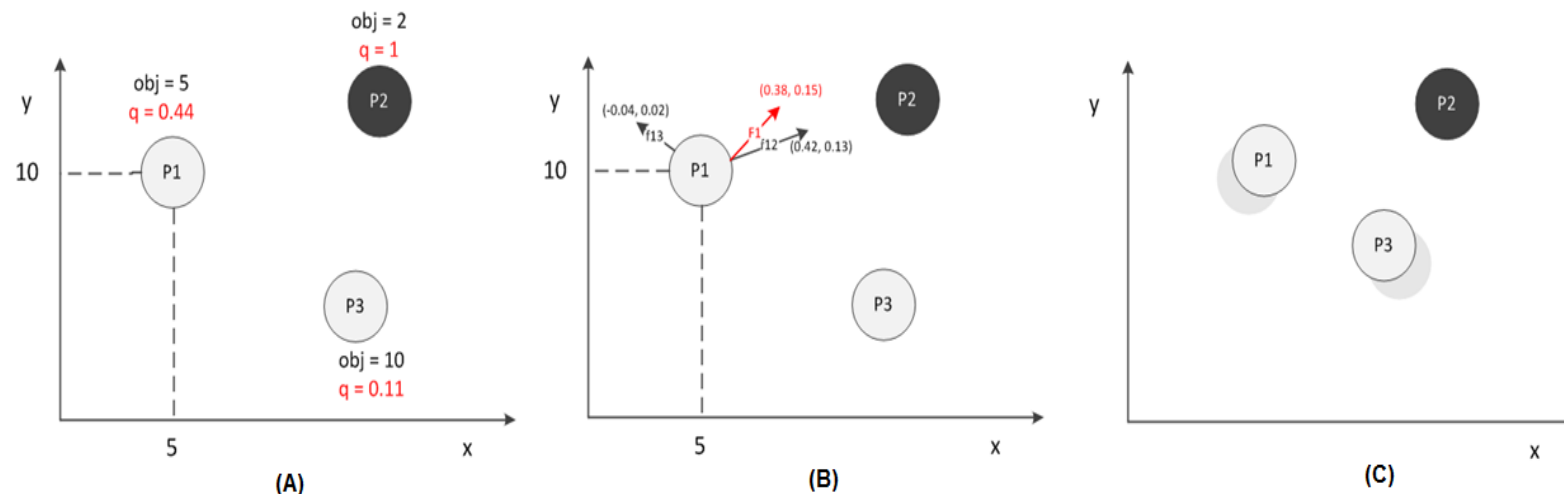 obj = 2
q = 1
obj = 5
q = 0.44
y
P2
10
P1
P3
obj = 10
q = 0.11
5
x
(A)
y
(0.38, 0.15)
P2
(-0.04, 0.02)
f13
F1
f12
(0.42, 0.13)
10
P1
P3
5
x
(B)
y
P2
P1
P3
x
(C)